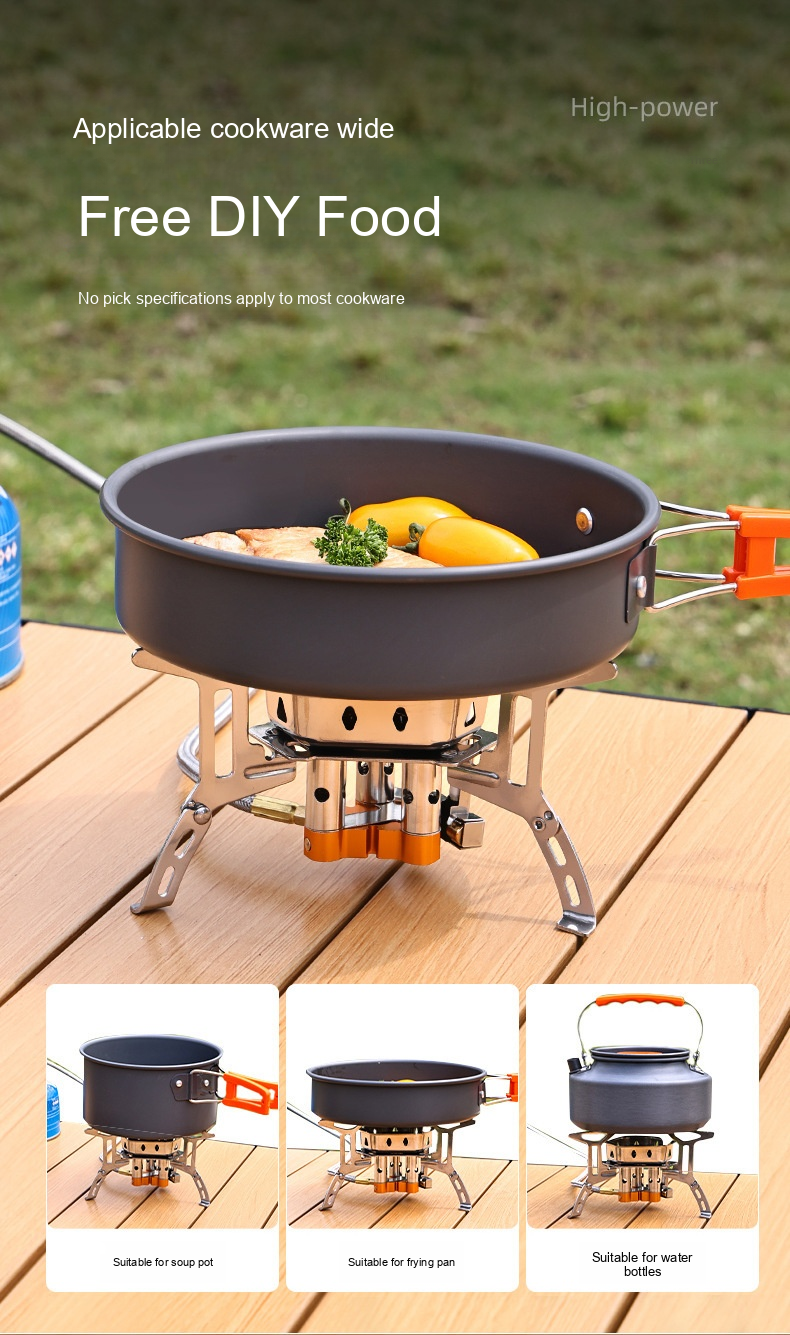 High-power
Applicable cookware wide
Free DIY Food
No pick specifications apply to most cookware
Suitable for soup pot
Suitable for frying pan
Suitable for water
bottles